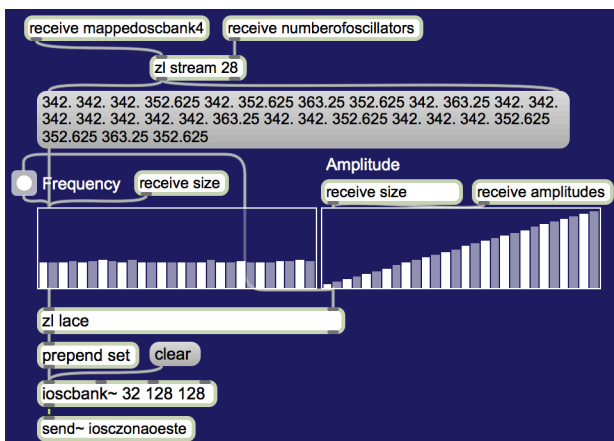 receive mappedoscbank4
receive numberofoscillators
zl stream 28
342. 342. 342. 352.625 342. 352.625 363.25 352.625 342. 363.25 342. 342.
342. 342. 342. 342. 342. 363.25 342. 342. 352.625 342. 342. 342. 352.625
352.625 363.25 352.625
Amplitude
Frequency
receive size
receive size
receive amplitudes
zl lace
prepend set
clear
ioscbank~ 32 128 128
send~ iosczonaoeste